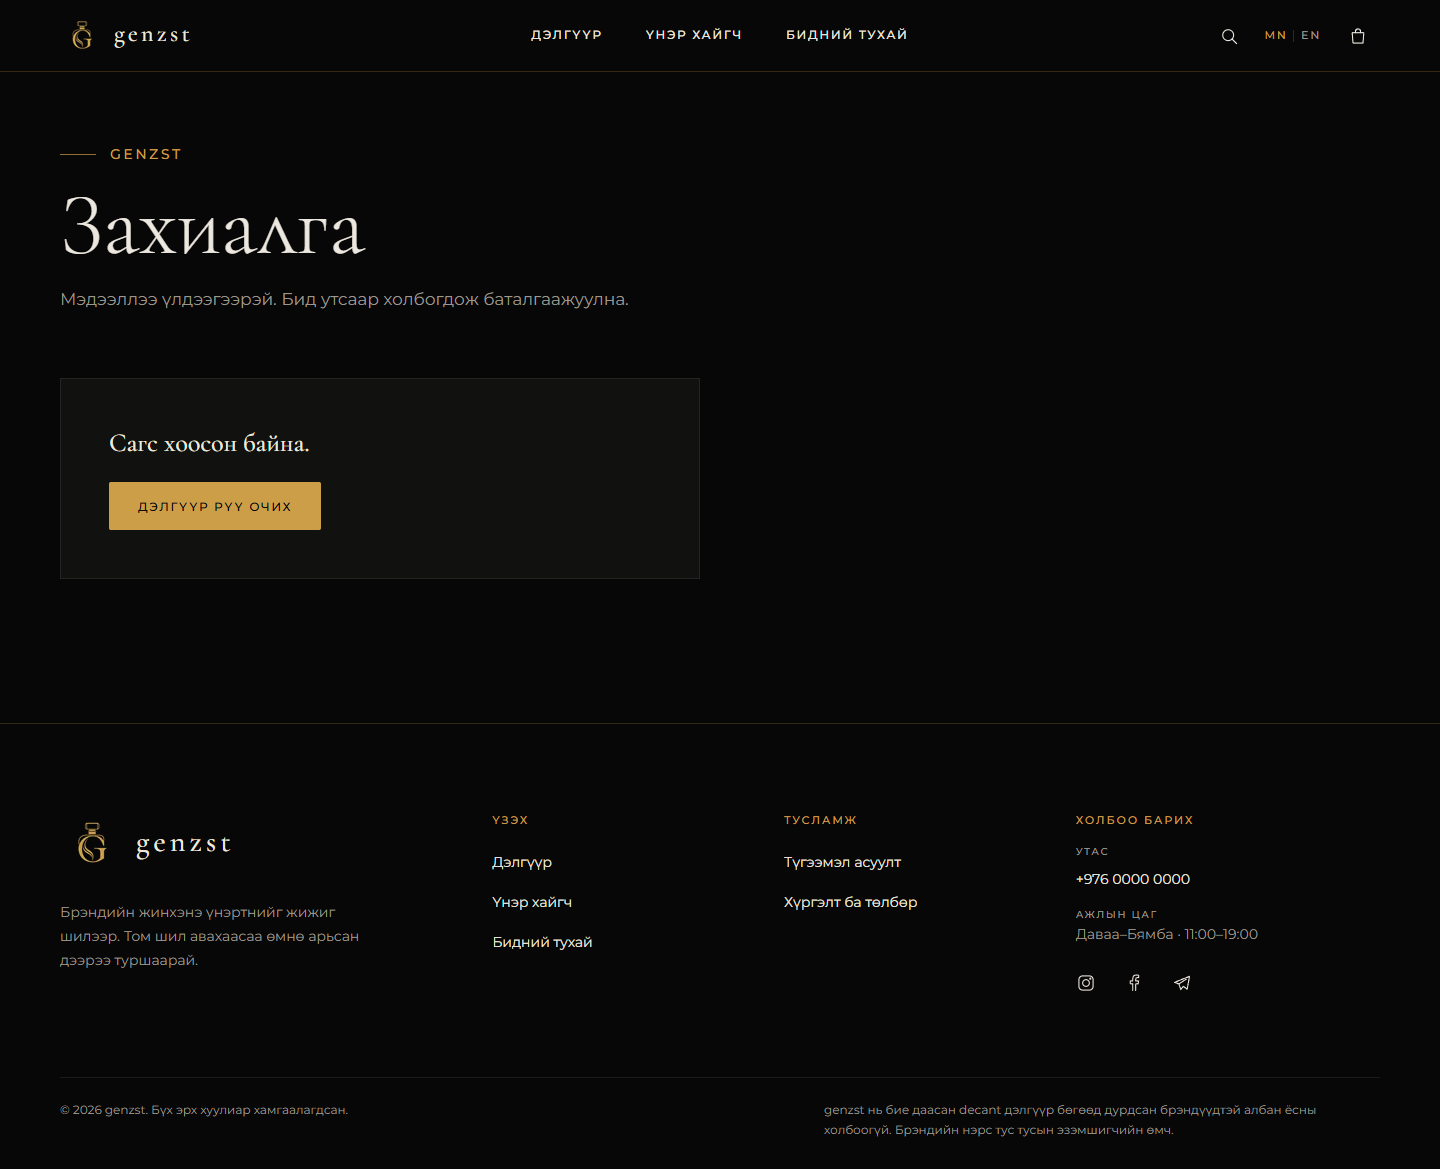 genzst
ДЭЛГҮҮР
ҮНЭР ХАЙГЧ
БИДНИЙ ТУХАЙ
MN | EN
GENZST
Захиалга
Мэдээллээ үлдээгээрэй. Бид утсаар холбогдож баталгаажуулна.
Сагс хоосон байна.
ДЭЛГҮҮР РҮҮ ОЧИХ
genzst
Брэндийн жинхэнэ үнэртнийг жижиг
шилээр. Том шил авахаасаа өмнө арьсан
дээрээ туршаарай.
ҮЗЭХ
Дэлгүүр
Үнэр хайгч
Бидний тухай
ТУСЛАМЖ
Түгээмэл асуулт
Хүргэлт ба төлбөр
ХОЛБОО БАРИХ
УТАС
+976 0000 0000
АЖЛЫН ЦАГ
Даваа–Бямба · 11:00–19:00
© 2026 genzst. Бүх эрх хуулиар хамгаалагдсан.
genzst нь бие даасан decant дэлгүүр бөгөөд дурдсан брэндүүдтэй албан ёсны
холбоогүй. Брэндийн нэрс тус тусын эзэмшигчийн өмч.